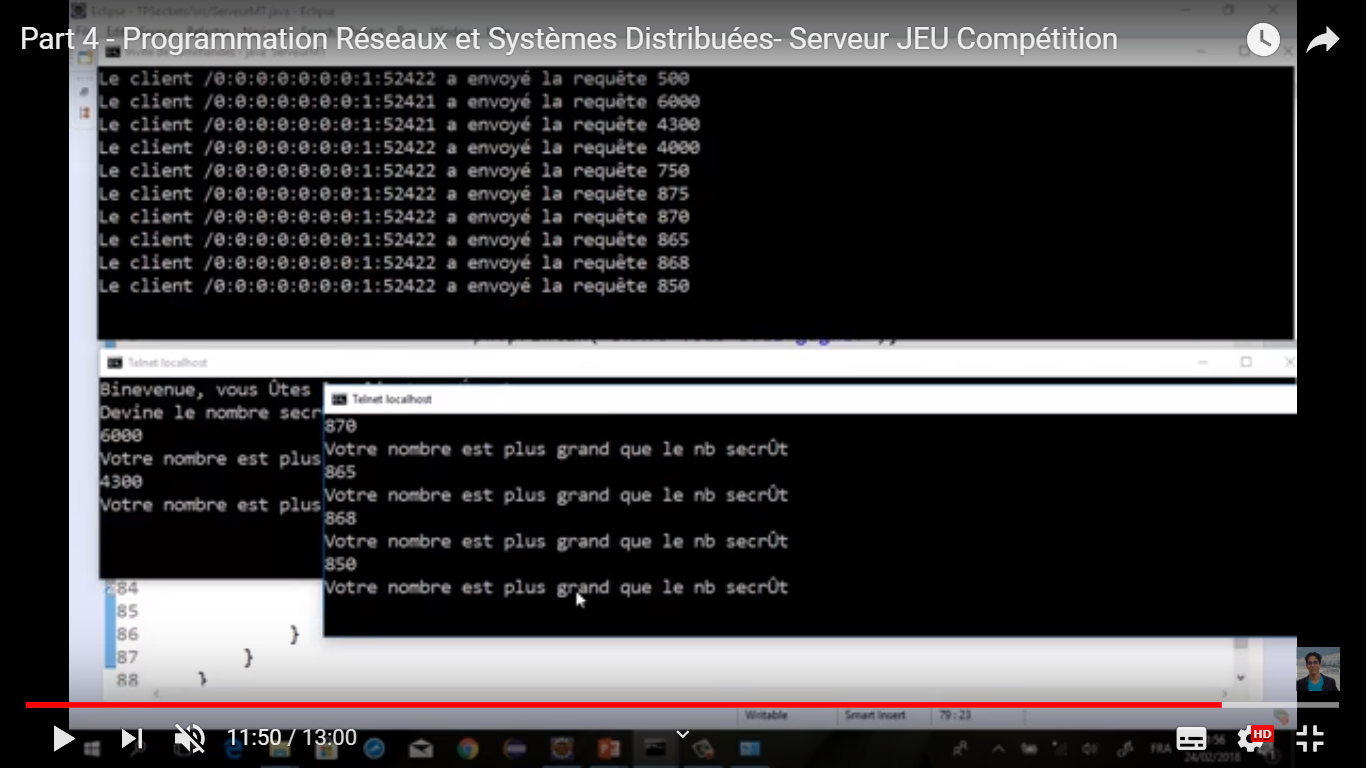 Eclipse - TPSockets/src/ServeurMT.java - Eclipse
Part 4 - Programmation Réseaux et Systèmes Distribuées- Serveur JEU Compétition
Le client /0:0:0:0:0:0:0:1:52422 a envoyé la requête 500
Le client /0:0:0:0:0:0:0:1:52421 a envoyé la requête 6000
Le client /0:0:0:0:0:0:0:1:52421 a envoyé la requête 4300
Le client /0:0:0:0:0:0:0:1:52422 a envoyé la requête 4000
Le client /0:0:0:0:0:0:0:1:52422 a envoyé la requête 750
Le client /0:0:0:0:0:0:0:1:52422 a envoyé la requête 875
Le client /0:0:0:0:0:0:0:1:52422 a envoyé la requête 870
Le client /0:0:0:0:0:0:0:1:52422 a envoyé la requête 865
Le client /0:0:0:0:0:0:0:1:52422 a envoyé la requête 868
Le client /0:0:0:0:0:0:0:1:52422 a envoyé la requête 850
Telnet localhost
Binevenue, vous Ûtes
Devine le nombre secr
6000
Votre nombre est plus
4300
Votre nombre est plus
Telnet localhost
870
Votre nombre est plus grand que le nb secrÛt
865
Votre nombre est plus grand que le nb secrÛt
868
Votre nombre est plus grand que le nb secrÛt
850
Votre nombre est plus grand que le nb secrÛt
84
85
86 }
87 }
88 }
Writable Smart Insert 79 : 23
11:50 / 13:00
HD
FRA
24/02/2018